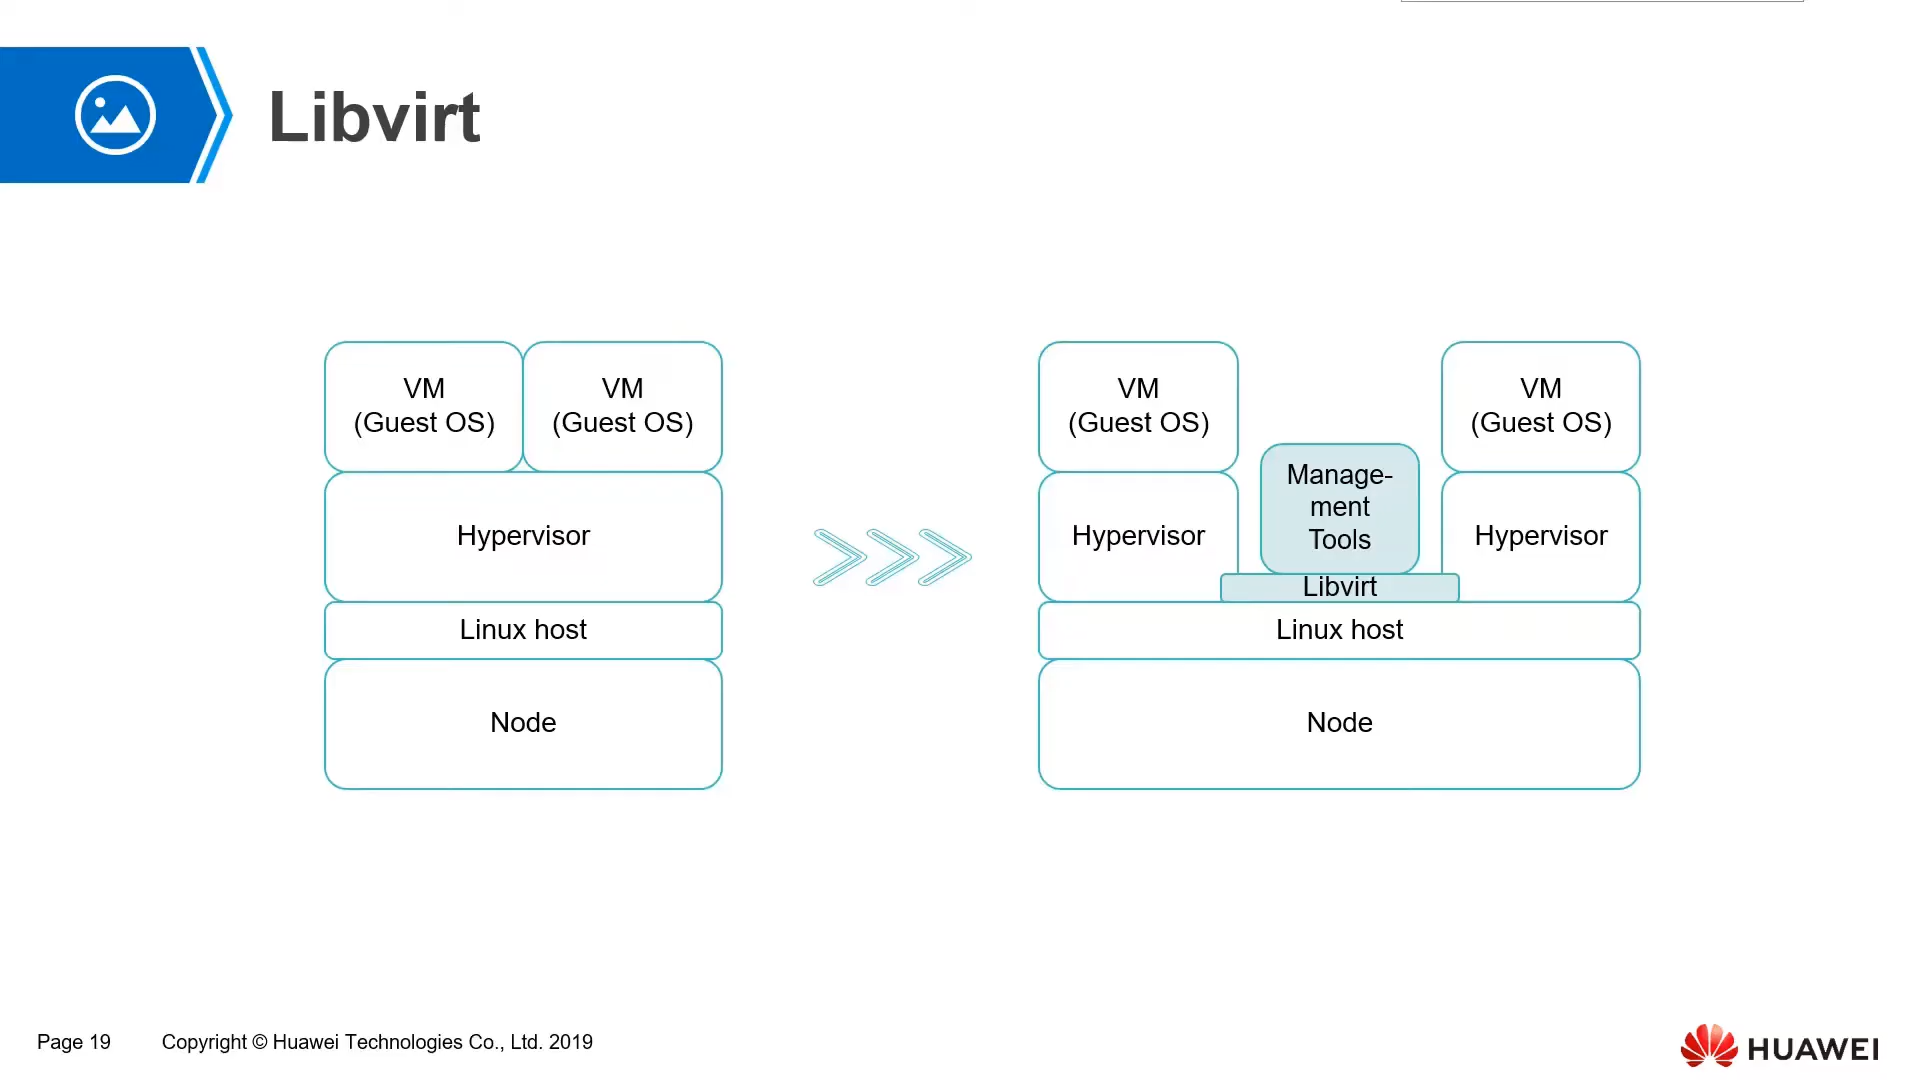 Libvirt
VM
(Guest OS)
VM
(Guest OS)
Hypervisor
Linux host
Node
VM
(Guest OS)
VM
(Guest OS)
Hypervisor
Manage-
ment
Tools
Hypervisor
Libvirt
Linux host
Node
Page 19
Copyright © Huawei Technologies Co., Ltd. 2019
HUAWEI